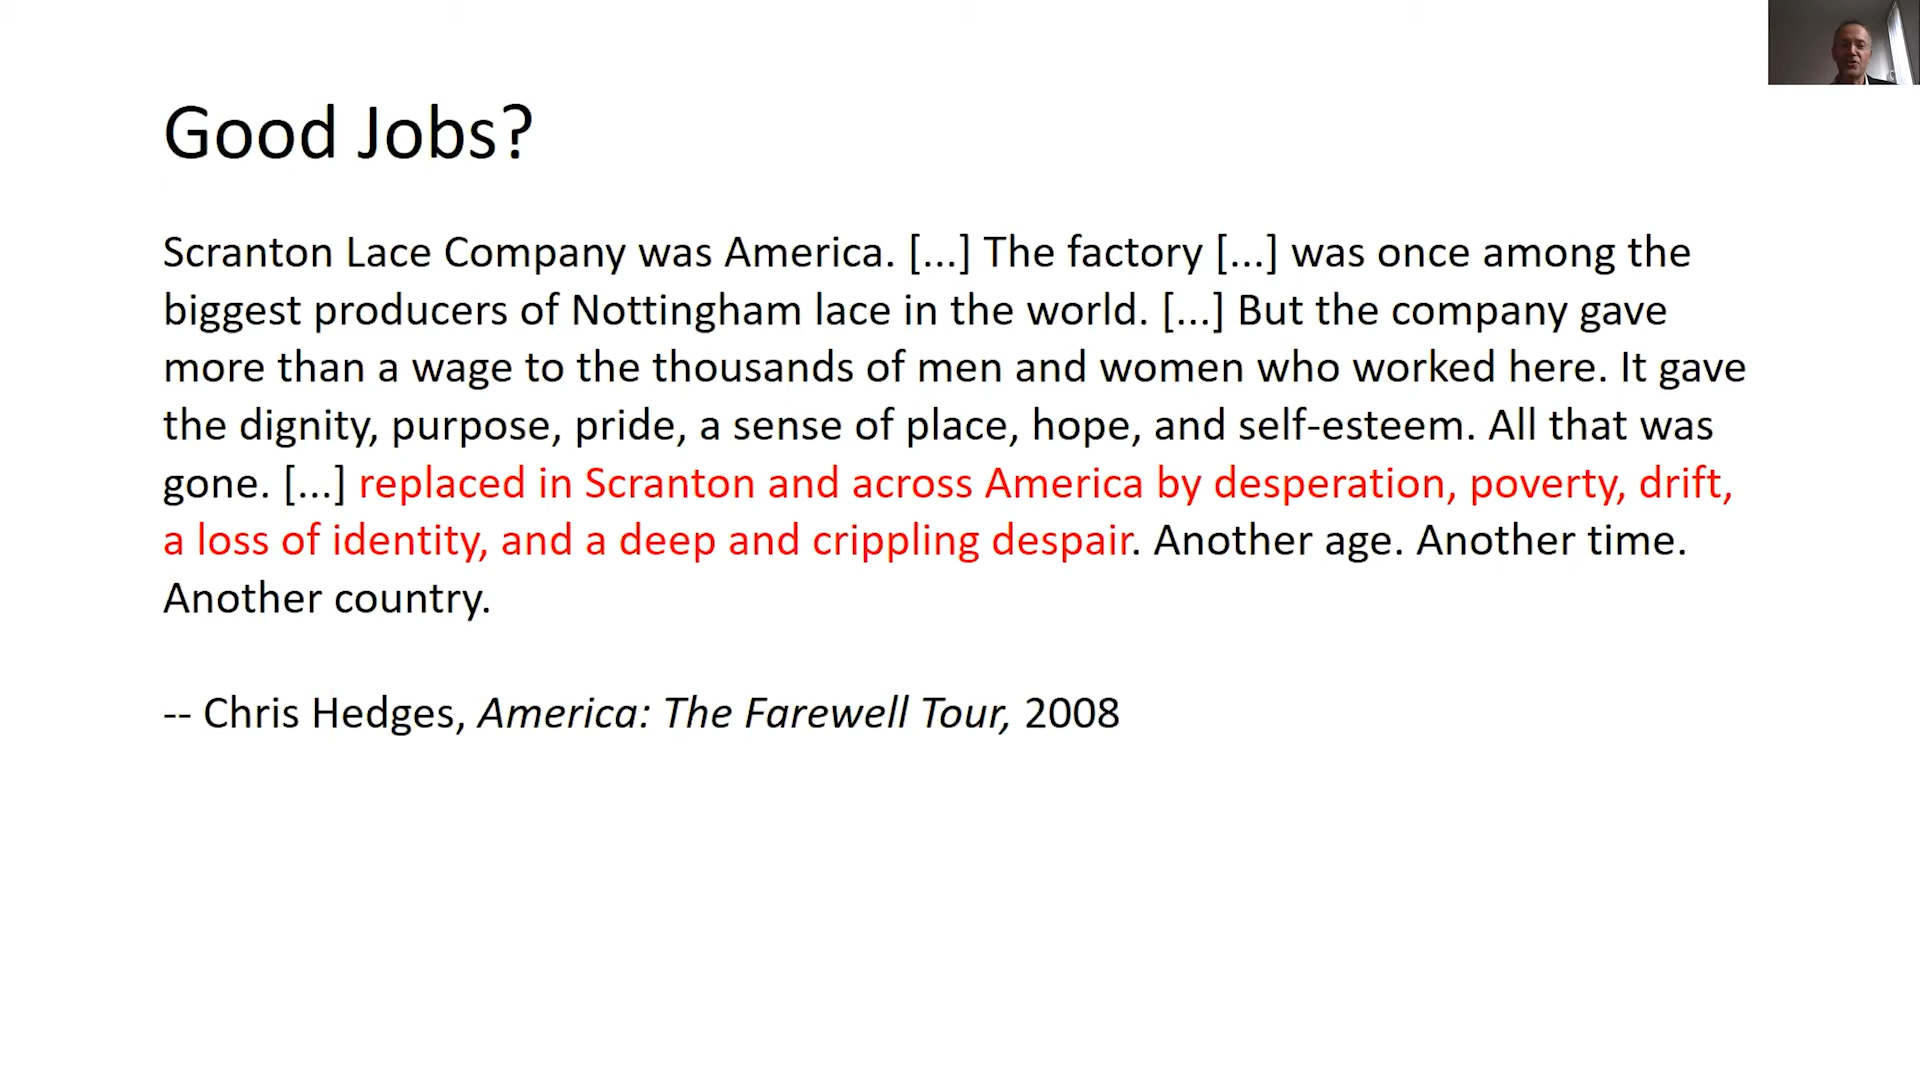 Good Jobs?
Scranton Lace Company was America. [...] The factory [...] was once among the
biggest producers of Nottingham lace in the world. [...] But the company gave
more than a wage to the thousands of men and women who worked here. It gave
the dignity, purpose, pride, a sense of place, hope, and self-esteem. All that was
gone. [...] replaced in Scranton and across America by desperation, poverty, drift,
a loss of identity, and a deep and crippling despair. Another age. Another time.
Another country.
-- Chris Hedges, America: The Farewell Tour, 2008